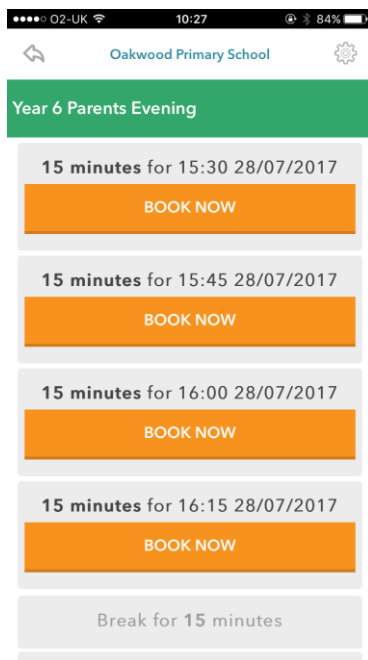 O2-UK 10:27 84%
Oakwood Primary School
Year 6 Parents Evening
15 minutes for 15:30 28/07/2017
BOOK NOW
15 minutes for 15:45 28/07/2017
BOOK NOW
15 minutes for 16:00 28/07/2017
BOOK NOW
15 minutes for 16:15 28/07/2017
BOOK NOW
Break for 15 minutes